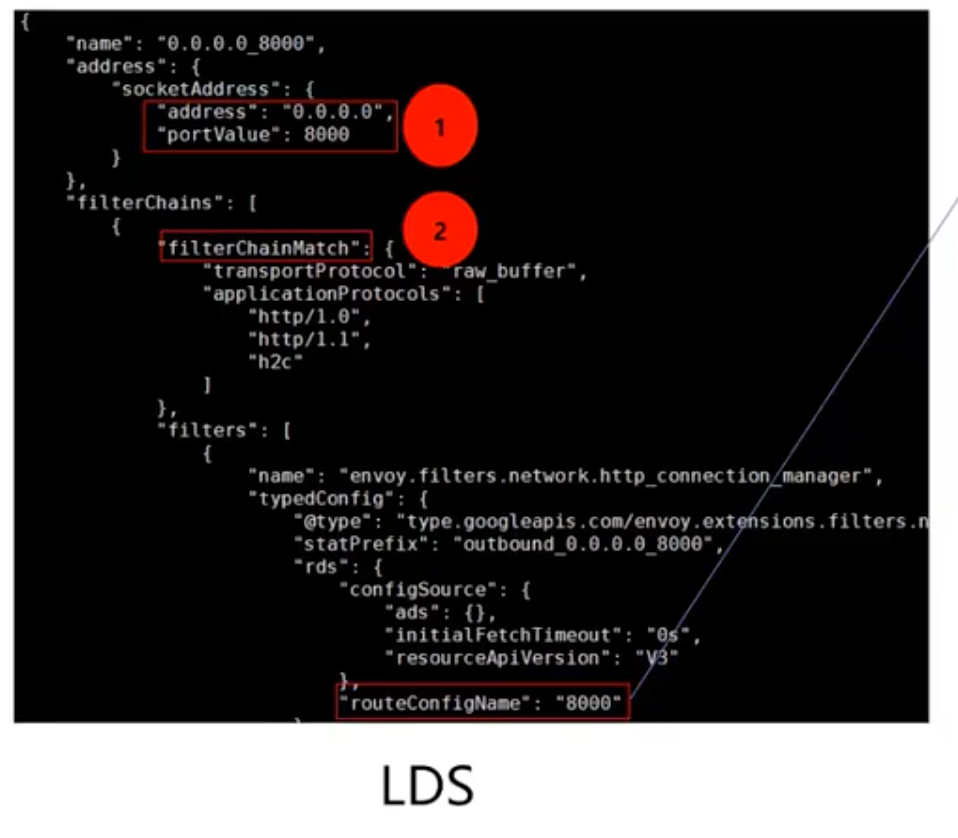 {
"name": "0.0.0.0_8000",
"address": {
"socketAddress": {
"address": "0.0.0.0",
"portValue": 8000
}
},
"filterChains": [
{
"filterChainMatch": {
"transportProtocol": "raw_buffer",
"applicationProtocols": [
"http/1.0",
"http/1.1",
"h2c"
]
},
"filters": [
{
"name": "envoy.filters.network.http_connection_manager",
"typedConfig": {
"@type": "type.googleapis.com/envoy.extensions.filters.n
"statPrefix": "outbound_0.0.0.0_8000",
"rds": {
"configSource": {
"ads": {},
"initialFetchTimeout": "0s",
"resourceApiVersion": "V3"
},
"routeConfigName": "8000"
}
1
2
LDS